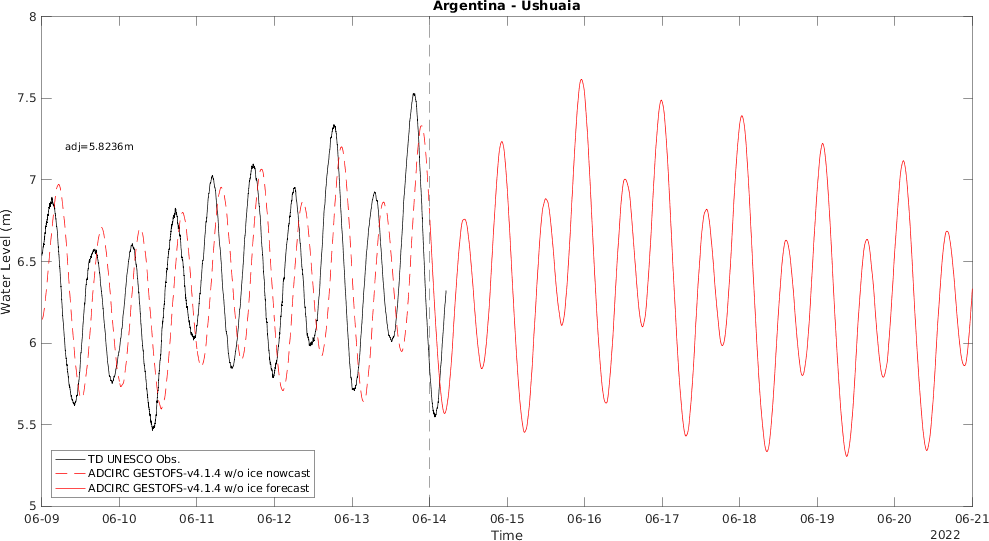 Argentina - Ushuaia
8
7.5
7
6.5
6
5.5
5
Water Level (m)
adj=5.8236m
TD UNESCO Obs.
ADCIRC GESTOFS-v4.1.4 w/o ice nowcast
ADCIRC GESTOFS-v4.1.4 w/o ice forecast
06-09 06-10 06-11 06-12 06-13 06-14 06-15 06-16 06-17 06-18 06-19 06-20 06-21
Time
2022